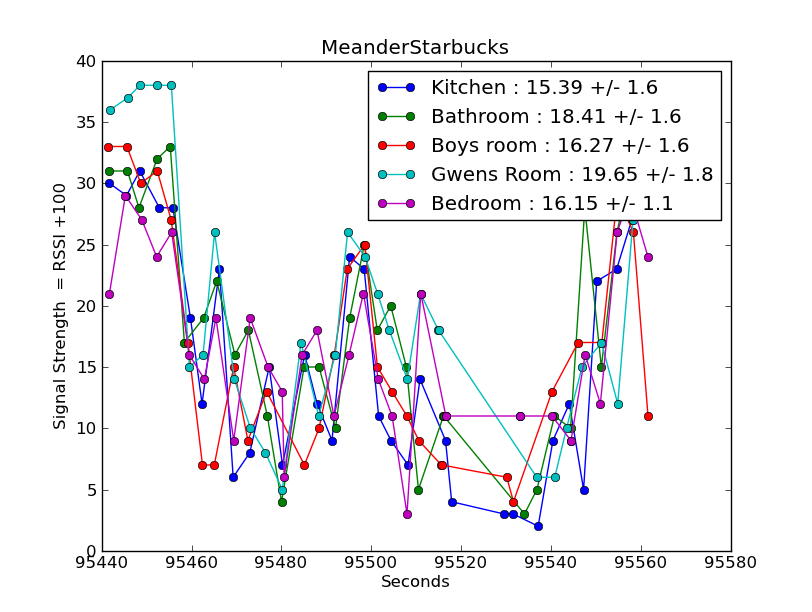 MeanderStarbucks
40
35
30
25
20
15
10
5
0
Signal Strength = RSSI +100
Kitchen : 15.39 +/- 1.6
Bathroom : 18.41 +/- 1.6
Boys room : 16.27 +/- 1.6
Gwens Room : 19.65 +/- 1.8
Bedroom : 16.15 +/- 1.1
95440 95460 95480 95500 95520 95540 95560 95580
Seconds